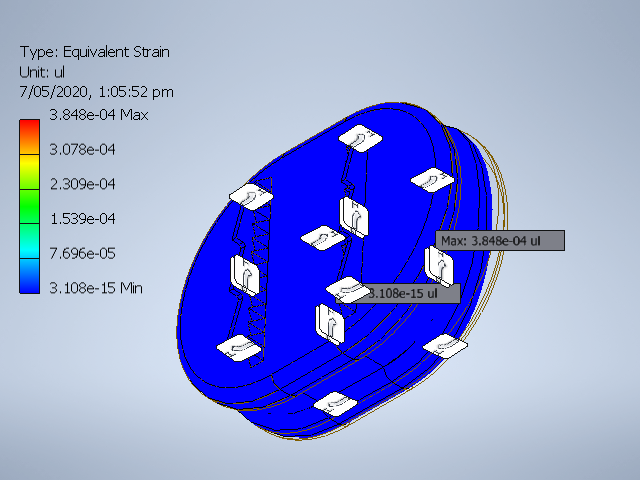 Type: Equivalent Strain
Unit: ul
7/05/2020, 1:05:52 pm
3.848e-04 Max
3.078e-04
2.309e-04
1.539e-04
7.696e-05
3.108e-15 Min
Max: 3.848e-04 ul
3.108e-15 ul